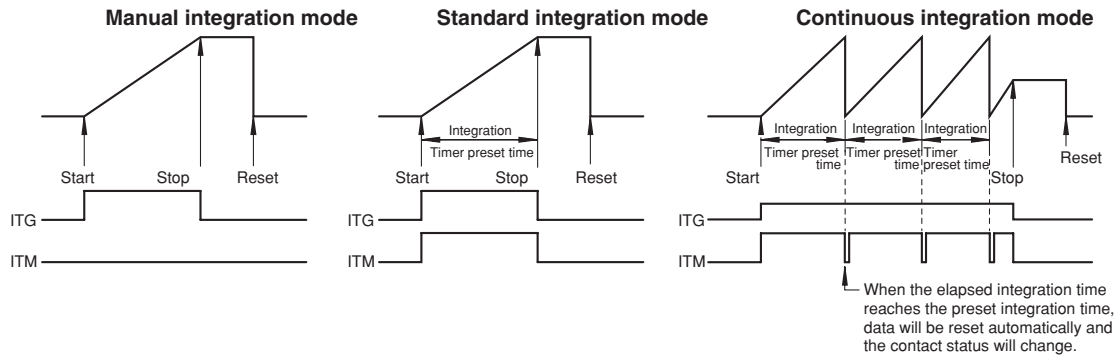 Manual integration mode
Standard integration mode
Continuous integration mode
Start
Stop
Reset
ITG
ITM
Integration
Timer preset time
Start
Stop
Reset
ITG
ITM
Integration
Integration
Integration
Timer preset
time
Timer preset
time
Timer
preset time
Start
Stop
Reset
ITG
ITM
When the elapsed integration time
reaches the preset integration time,
data will be reset automatically and
the contact status will change.